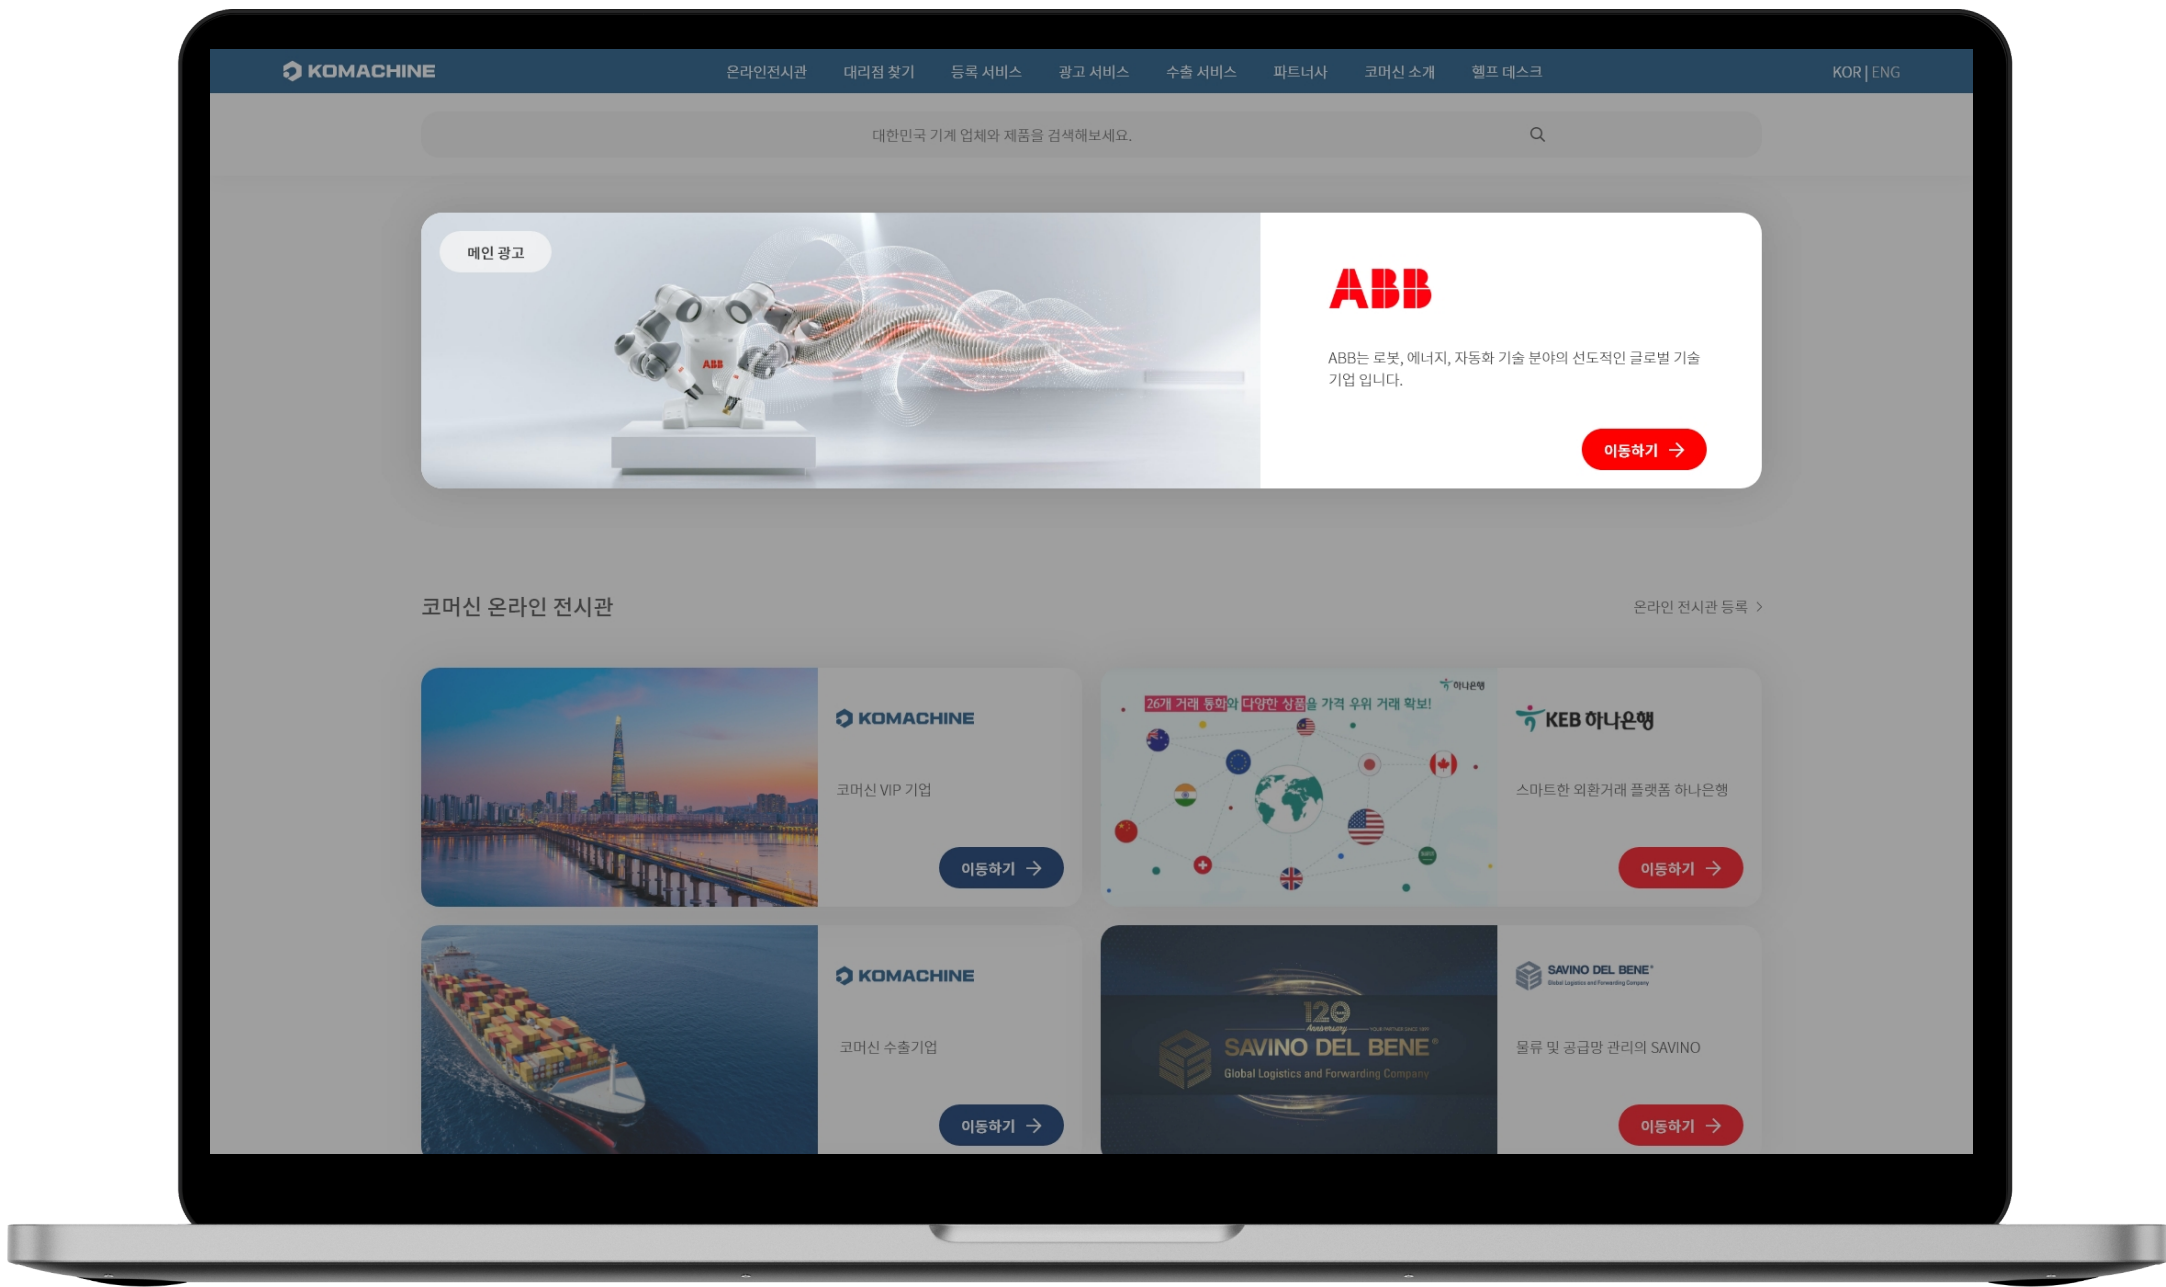 KOMACHINE
온라인전시관 대리점 찾기 등록 서비스 광고 서비스 수출 서비스 파트너사 코머신 소개 헬프 데스크
KOR | ENG
대한민국 기계 업체와 제품을 검색해보세요.
메인 광고
ABB
ABB
ABB는 로봇, 에너지, 자동화 기술 분야의 선도적인 글로벌 기술
기업 입니다.
이동하기
코머신 온라인 전시관
온라인 전시관 등록
KOMACHINE
코머신 VIP 기업
이동하기
하나은행
26개 거래 통화와 다양한 상품을 가격 우위 거래 확보!
KEB 하나은행
스마트한 외환거래 플랫폼 하나은행
이동하기
KOMACHINE
코머신 수출기업
이동하기
120
Anniversary
SAVINO DEL BENE®
Global Logistics and Forwarding Company
SAVINO DEL BENE®
Global Logistics and Forwarding Company
물류 및 공급망 관리의 SAVINO
이동하기